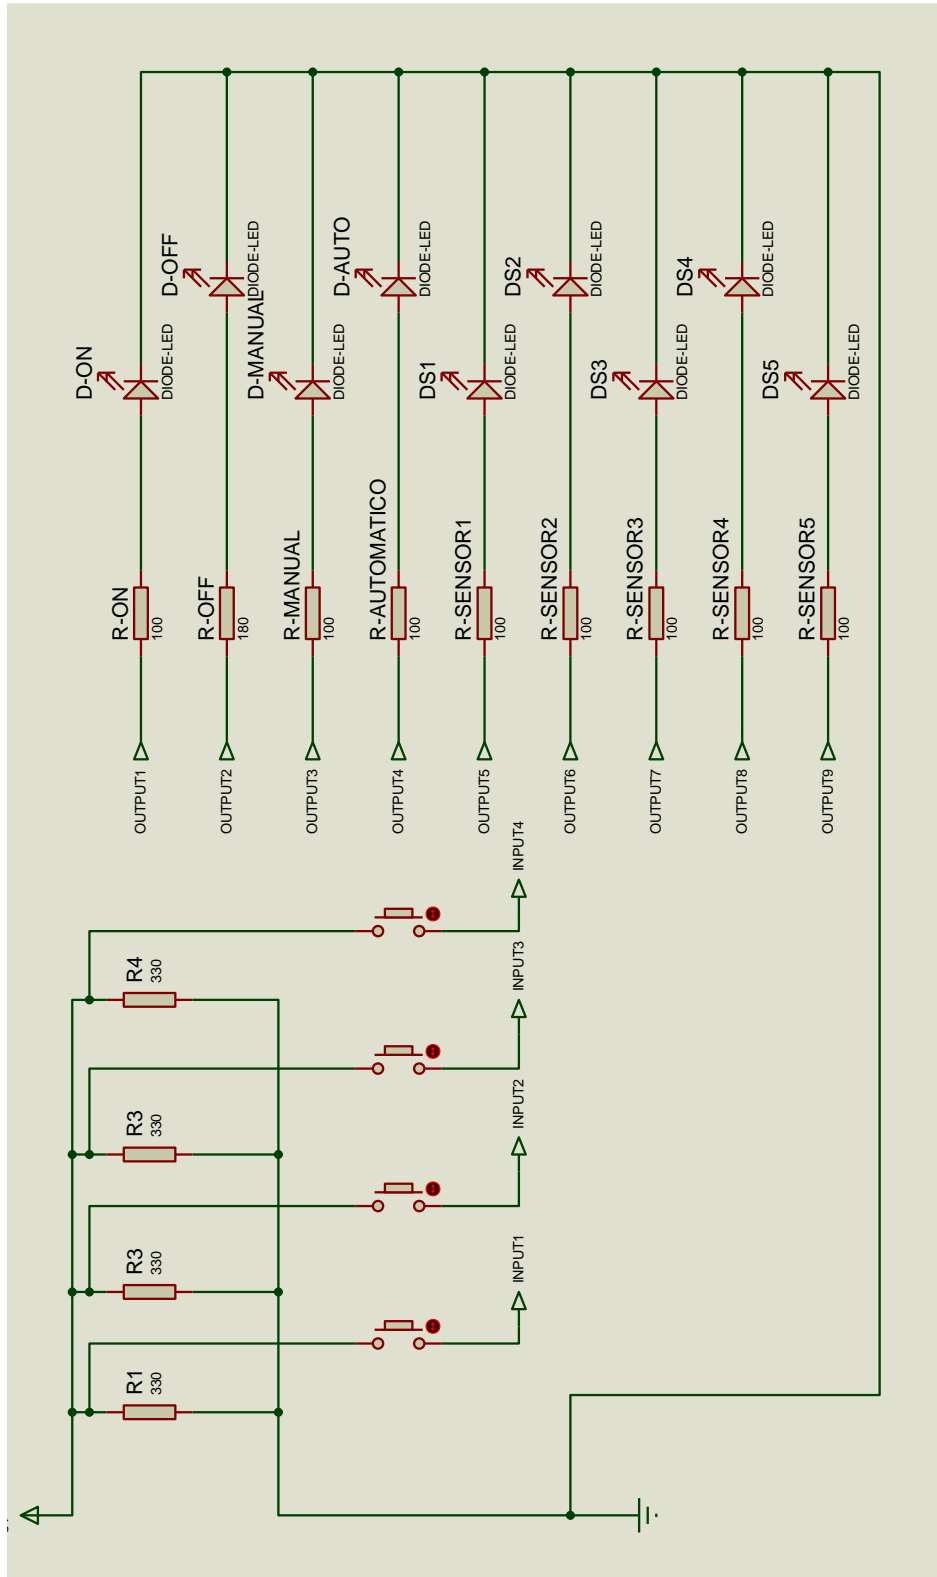 D-ON
DIODE-LED
D-OFF
DIODE-LED
D-MANUAL
DIODE-LED
D-AUTO
DIODE-LED
DS1
DIODE-LED
DS2
DIODE-LED
DS3
DIODE-LED
DS4
DIODE-LED
DS5
DIODE-LED
R-ON
100
R-OFF
180
R-MANUAL
100
R-AUTOMATICO
100
R-SENSOR1
100
R-SENSOR2
100
R-SENSOR3
100
R-SENSOR4
100
R-SENSOR5
100
OUTPUT1
OUTPUT2
OUTPUT3
OUTPUT4
OUTPUT5
OUTPUT6
OUTPUT7
OUTPUT8
OUTPUT9
INPUT4
R4
330
INPUT3
R3
330
INPUT2
R3
330
INPUT1
R1
330